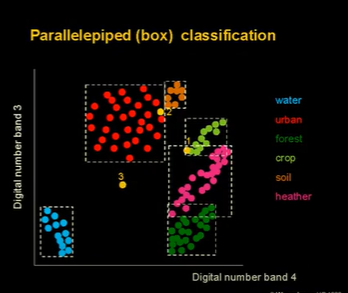 Parallelepiped (box) classification
Digital number band 3
2
1
3
water
urban
forest
crop
soil
heather
Digital number band 4